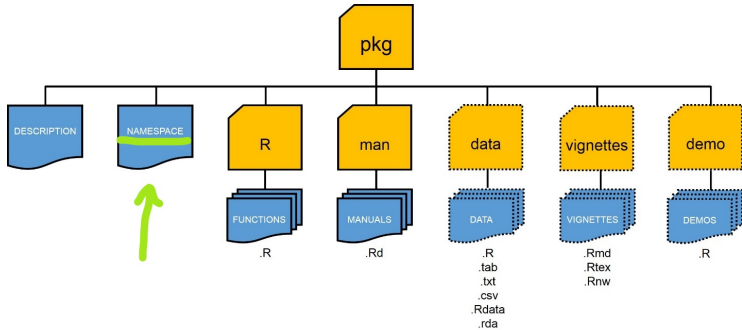 pkg
DESCRIPTION
NAMESPACE
R
man
data
vignettes
demo
FUNCTIONS
MANUALS
DATA
VIGNETTES
DEMOS
.R
.Rd
.R
.tab
.txt
.csv
.Rdata
.rda
.Rmd
.Rtex
.Rnw
.R